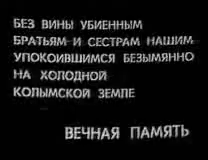 БЕЗ ВИНЫ УБИЕННЫМ
БРАТЬЯМ И СЕСТРАМ НАШИМ
УПОКОИВШИМСЯ БЕЗЫМЯННО
НА ХОЛОДНОЙ
КОЛЫМСКОЙ ЗЕМЛЕ
ВЕЧНАЯ ПАМЯТЬ